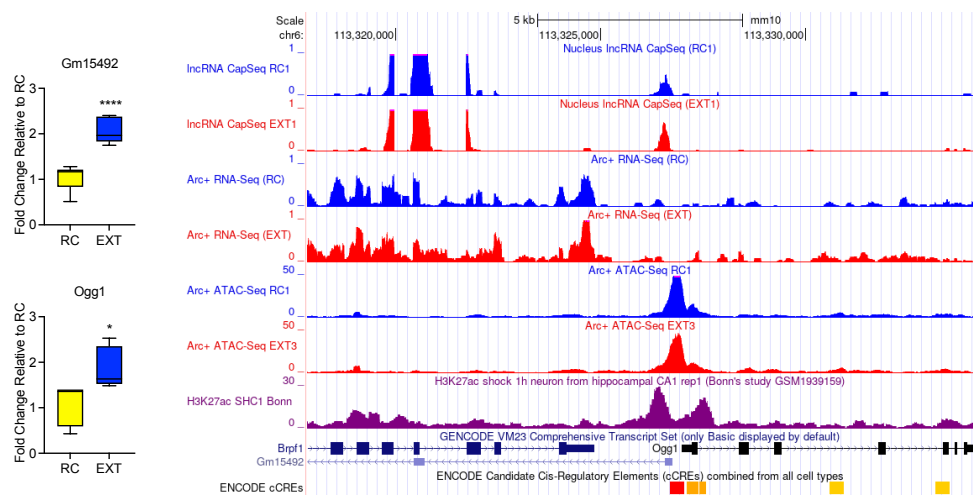 Gm15492
Fold Change Relative to RC
3
2
1
0
****
RC EXT
Ogg1
Fold Change Relative to RC
3
2
1
0
*
RC EXT
Scale 5 kb mm10
chr6: 113,320,000 113,325,000 113,330,000
1 _ Nucleus lncRNA CapSeq (RC1)
lncRNA CapSeq RC1
0 _
1 _ Nucleus lncRNA CapSeq (EXT1)
lncRNA CapSeq EXT1
0 _
1 _ Arc+ RNA-Seq (RC)
Arc+ RNA-Seq (RC)
0 _
1 _ Arc+ RNA-Seq (EXT)
Arc+ RNA-Seq (EXT)
0 _
50 _ Arc+ ATAC-Seq RC1
Arc+ ATAC-Seq RC1
0 _
50 _ Arc+ ATAC-Seq EXT3
Arc+ ATAC-Seq EXT3
0 _
30 _ H3K27ac shock 1h neuron from hippocampal CA1 rep1 (Bonn's study GSM1939159)
H3K27ac SHC1 Bonn
0 _
GENCODE VM23 Comprehensive Transcript Set (only Basic displayed by default)
Brpf1 Ogg1
Gm15492
ENCODE Candidate Cis-Regulatory Elements (cCREs) combined from all cell types
ENCODE cCREs